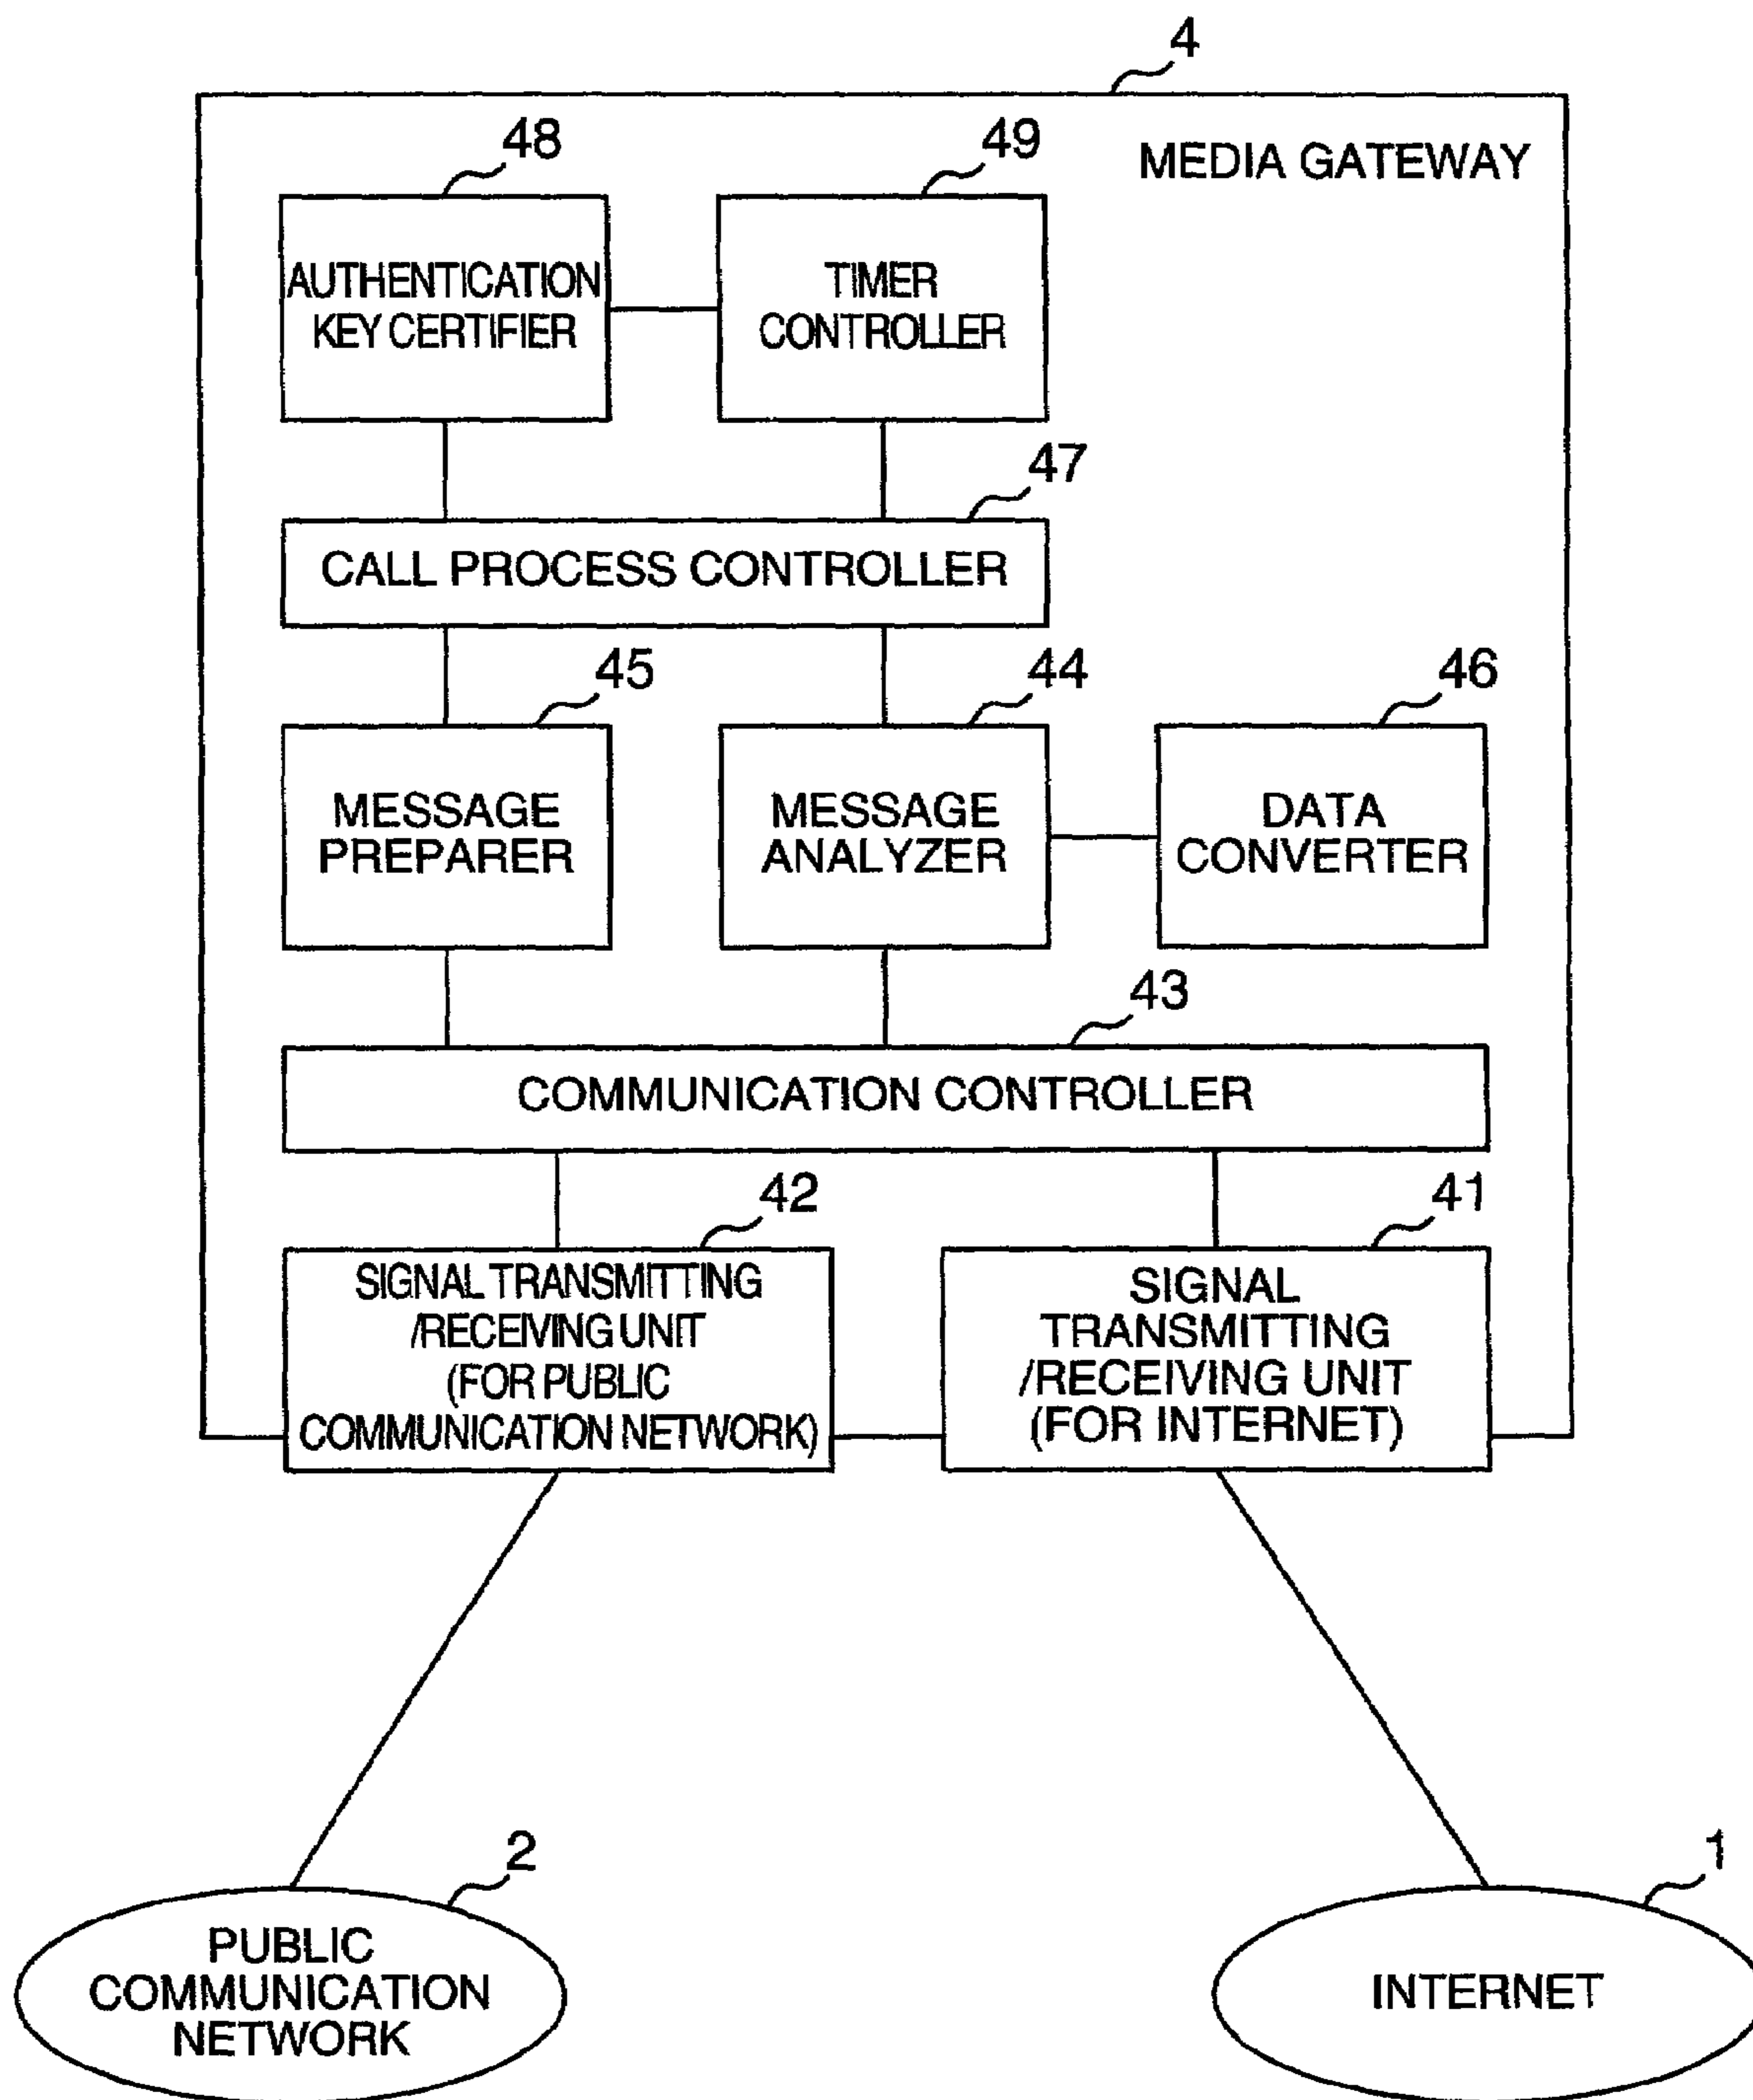 4
MEDIA GATEWAY
48
49
AUTHENTICATION
KEY CERTIFIER
TIMER
CONTROLLER
47
CALL PROCESS CONTROLLER
45
44
46
MESSAGE
PREPARER
MESSAGE
ANALYZER
DATA
CONVERTER
43
COMMUNICATION CONTROLLER
42
41
SIGNAL TRANSMITTING
/RECEIVING UNIT
(FOR PUBLIC
COMMUNICATION NETWORK)
SIGNAL
TRANSMITTING
/RECEIVING UNIT
(FOR INTERNET)
2
1
PUBLIC
COMMUNICATION
NETWORK
INTERNET